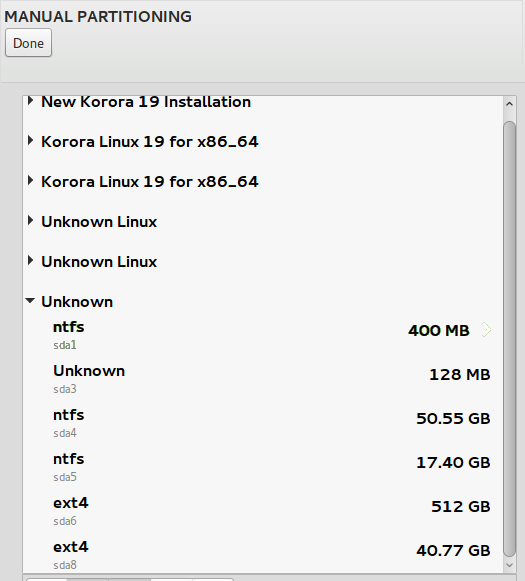 MANUAL PARTITIONING
Done
New Korora 19 Installation
Korora Linux 19 for x86_64
Korora Linux 19 for x86_64
Unknown Linux
Unknown Linux
Unknown
ntfs 400 MB
sda1
Unknown 128 MB
sda3
ntfs 50.55 GB
sda4
ntfs 17.40 GB
sda5
ext4 512 GB
sda6
ext4 40.77 GB
sda8